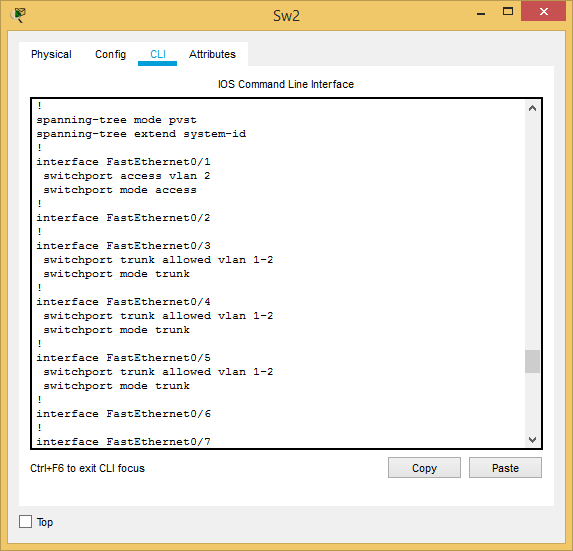 Sw2
Physical Config CLI Attributes
IOS Command Line Interface
!
spanning-tree mode pvst
spanning-tree extend system-id
!
interface FastEthernet0/1
 switchport access vlan 2
 switchport mode access
!
interface FastEthernet0/2
!
interface FastEthernet0/3
 switchport trunk allowed vlan 1-2
 switchport mode trunk
!
interface FastEthernet0/4
 switchport trunk allowed vlan 1-2
 switchport mode trunk
!
interface FastEthernet0/5
 switchport trunk allowed vlan 1-2
 switchport mode trunk
!
interface FastEthernet0/6
!
interface FastEthernet0/7
Ctrl+F6 to exit CLI focus Copy Paste
Top